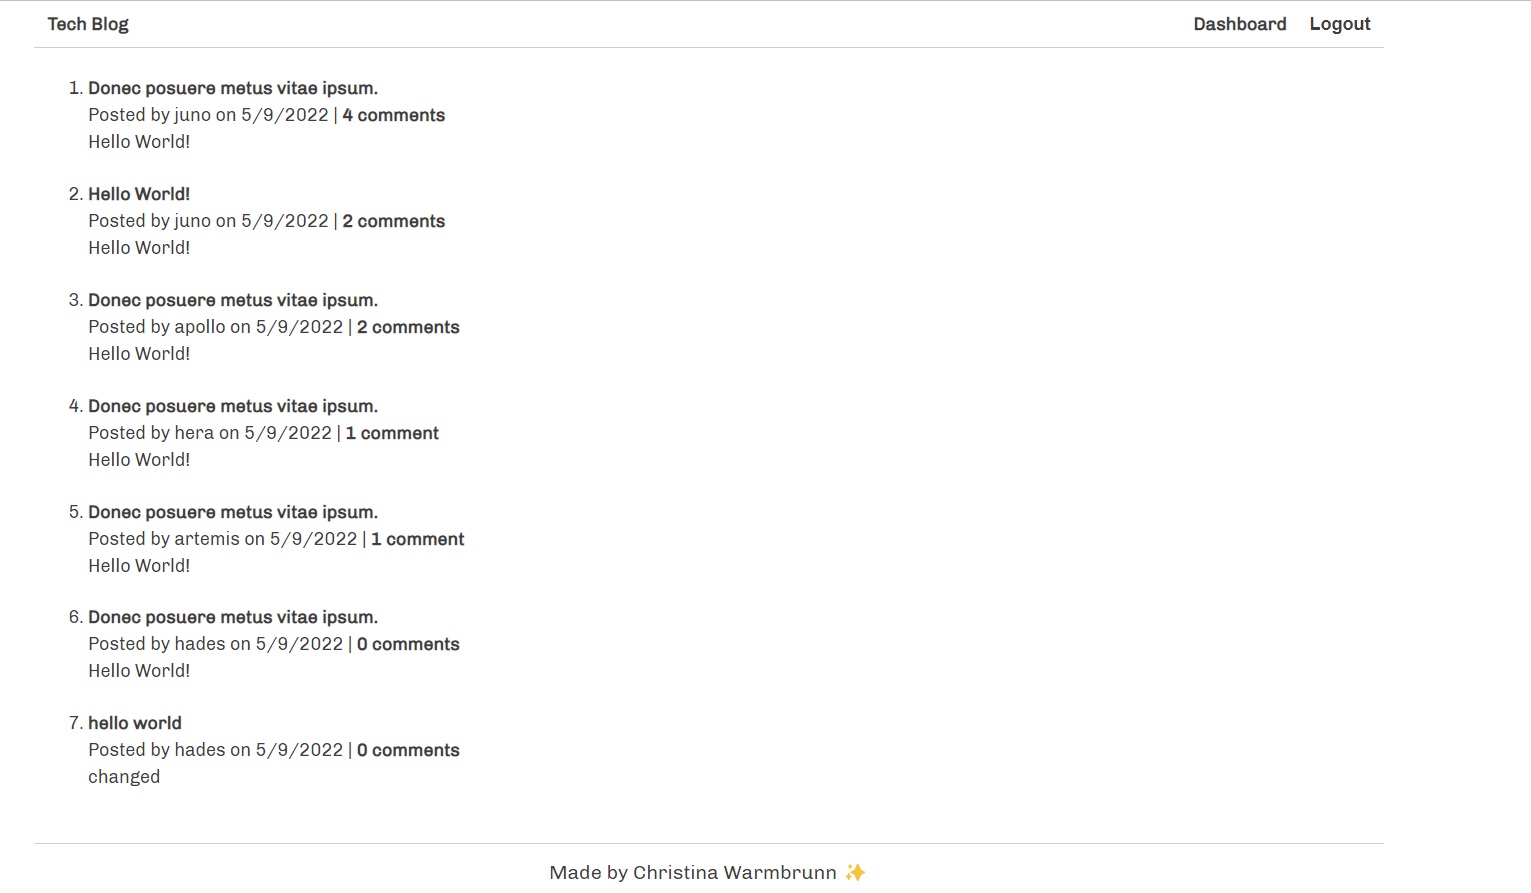 Tech Blog Dashboard Logout
1. Donec posuere metus vitae ipsum.
Posted by juno on 5/9/2022 | 4 comments
Hello World!
2. Hello World!
Posted by juno on 5/9/2022 | 2 comments
Hello World!
3. Donec posuere metus vitae ipsum.
Posted by apollo on 5/9/2022 | 2 comments
Hello World!
4. Donec posuere metus vitae ipsum.
Posted by hera on 5/9/2022 | 1 comment
Hello World!
5. Donec posuere metus vitae ipsum.
Posted by artemis on 5/9/2022 | 1 comment
Hello World!
6. Donec posuere metus vitae ipsum.
Posted by hades on 5/9/2022 | 0 comments
Hello World!
7. hello world
Posted by hades on 5/9/2022 | 0 comments
changed
Made by Christina Warmbrunn ✨